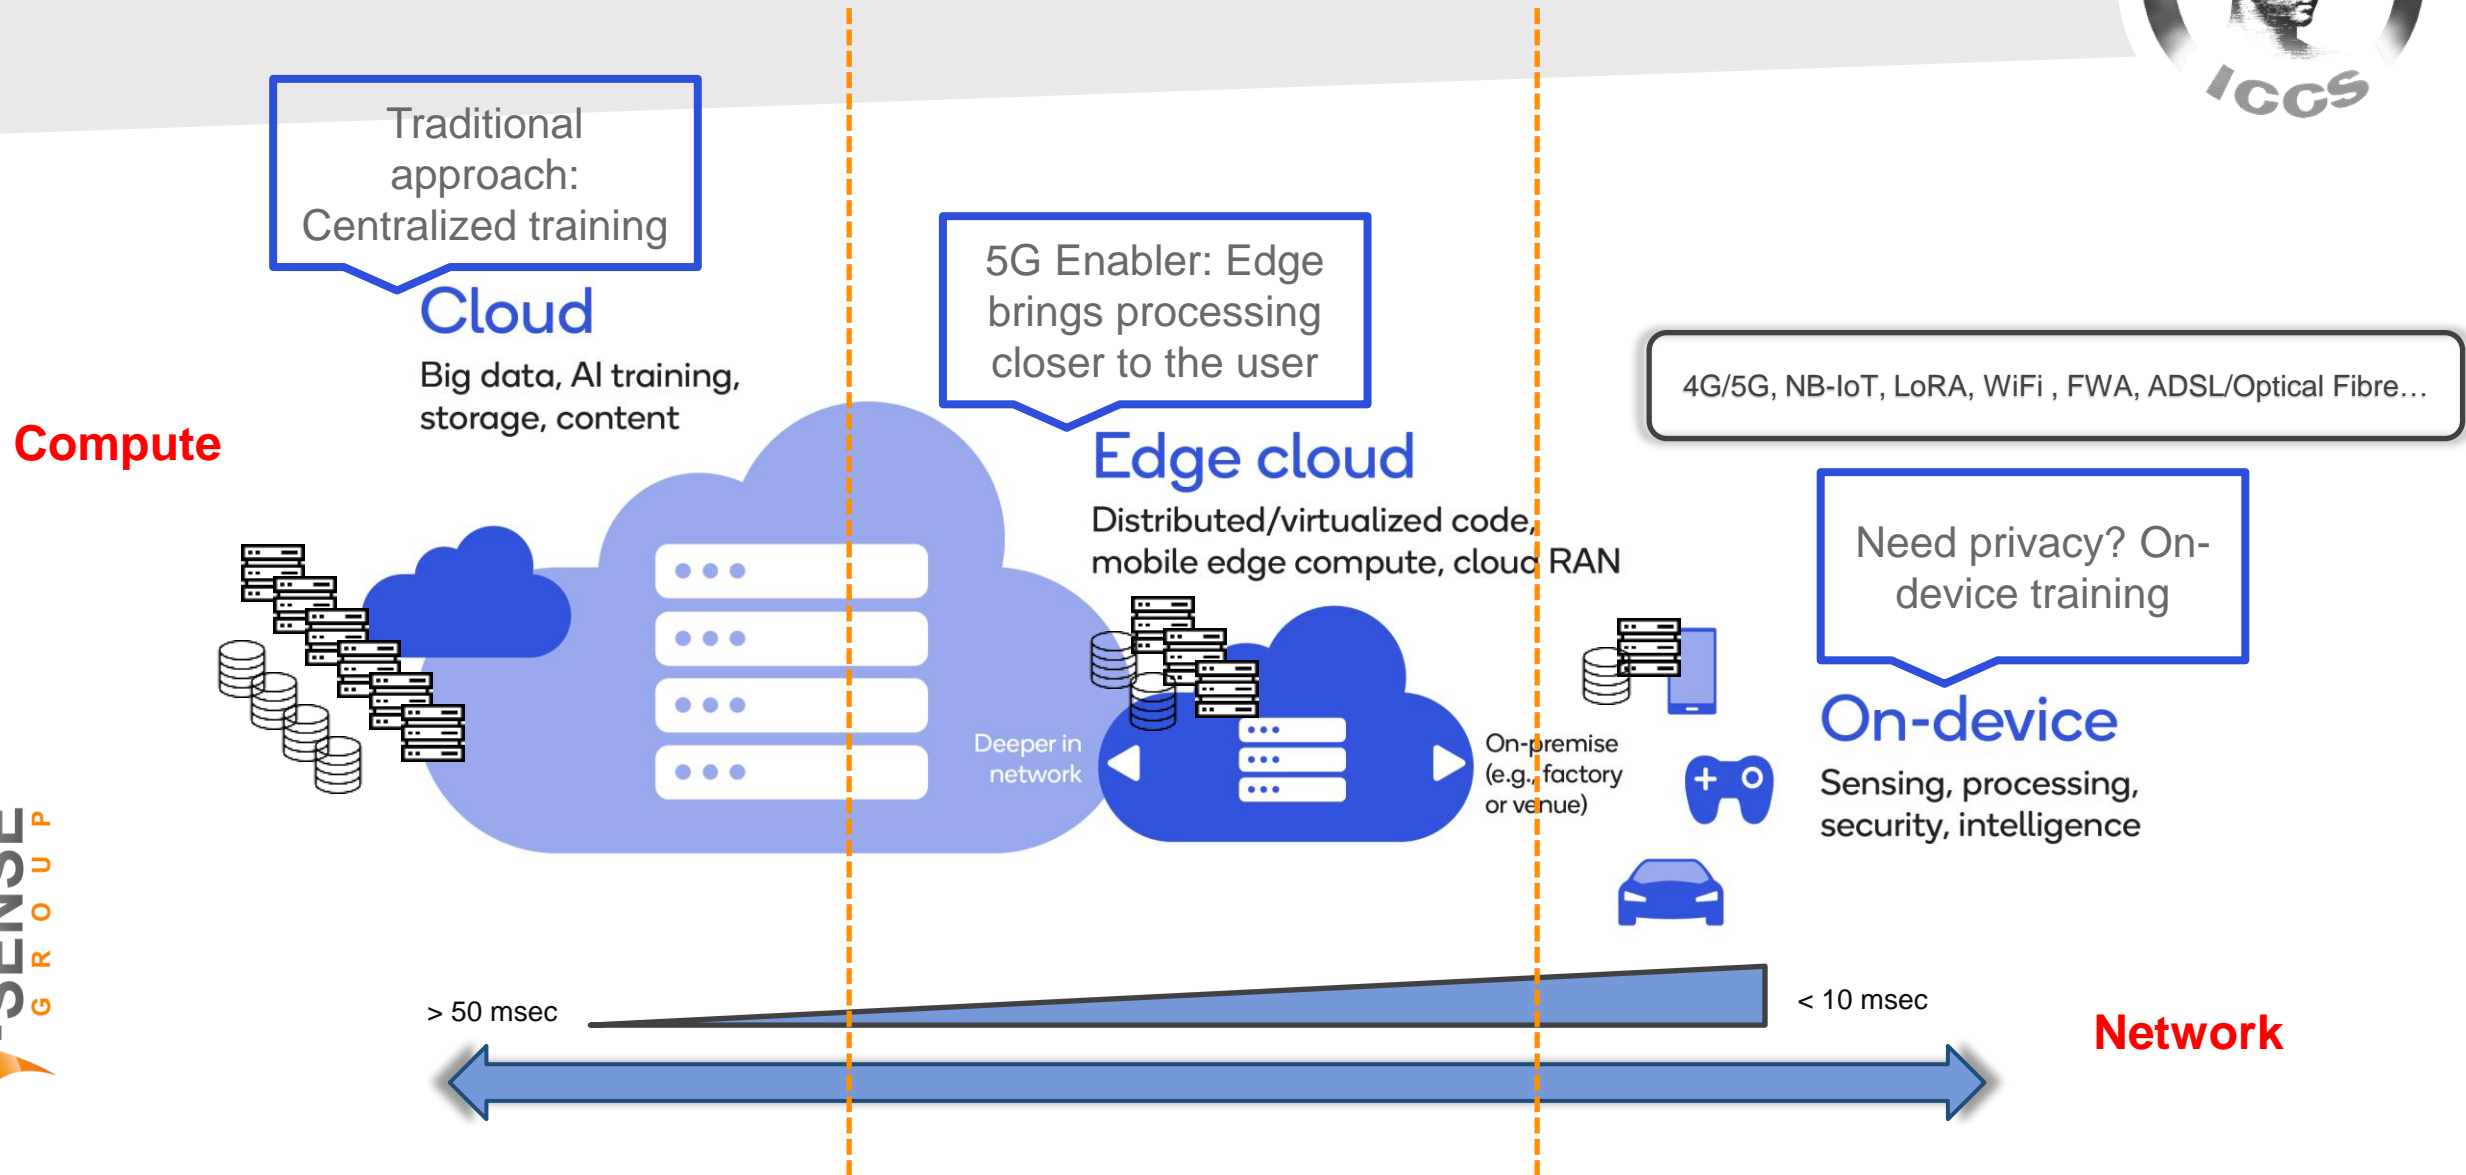 ICCS
Traditional
approach:
Centralized training
5G Enabler: Edge
brings processing
closer to the user
Cloud
Big data, AI training,
storage, content
4G/5G, NB-IoT, LoRA, WiFi , FWA, ADSL/Optical Fibre…
Compute
Edge cloud
Distributed/virtualized code,
mobile edge compute, cloud RAN
Need privacy? On-
device training
On-device
Sensing, processing,
security, intelligence
Deeper in
network
On-premise
(e.g., factory
or venue)
SENSE
GROUP
> 50 msec
< 10 msec
Network